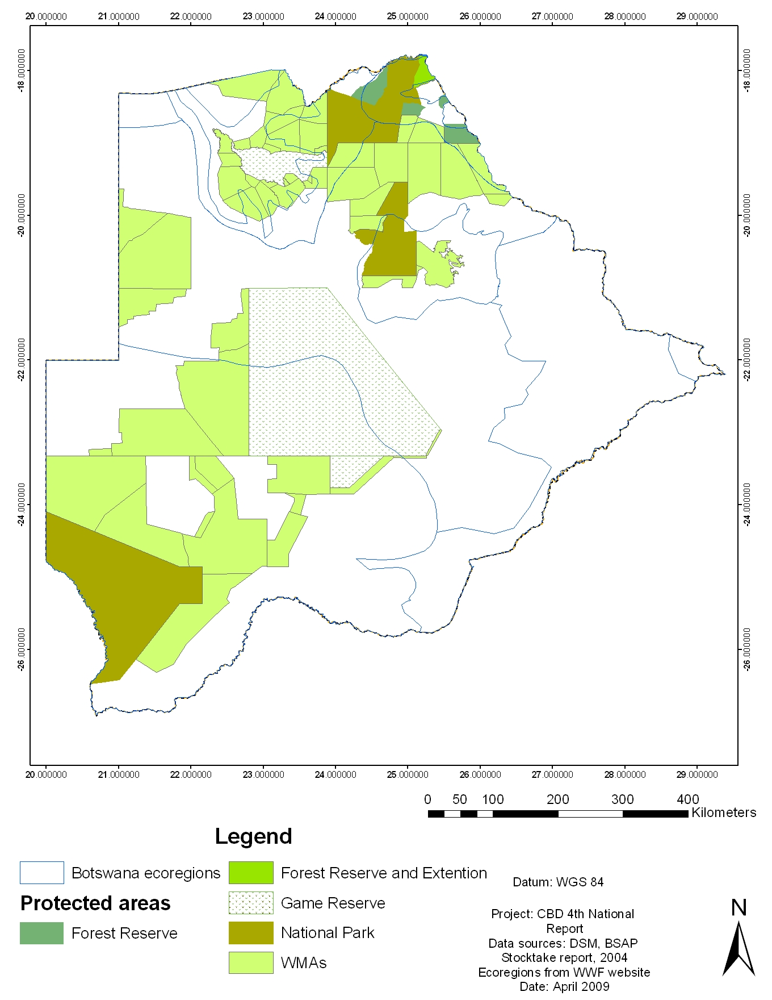 20.000000 21.000000 22.000000 23.000000 24.000000 25.000000 26.000000 27.000000 28.000000 29.000000
-18.000000 -18.000000
-20.000000 -20.000000
-22.000000 -22.000000
-24.000000 -24.000000
-26.000000 -26.000000
20.000000 21.000000 22.000000 23.000000 24.000000 25.000000 26.000000 27.000000 28.000000 29.000000
0 50 100 200 300 400
Kilometers
Legend
Botswana ecoregions
Protected areas
Forest Reserve
Forest Reserve and Extention
Game Reserve
National Park
WMAs
Datum: WGS 84
Project: CBD 4th National
Report
Data sources: DSM, BSAP
Stocktake report, 2004
Ecoregions from WWF website
Date: April 2009
N